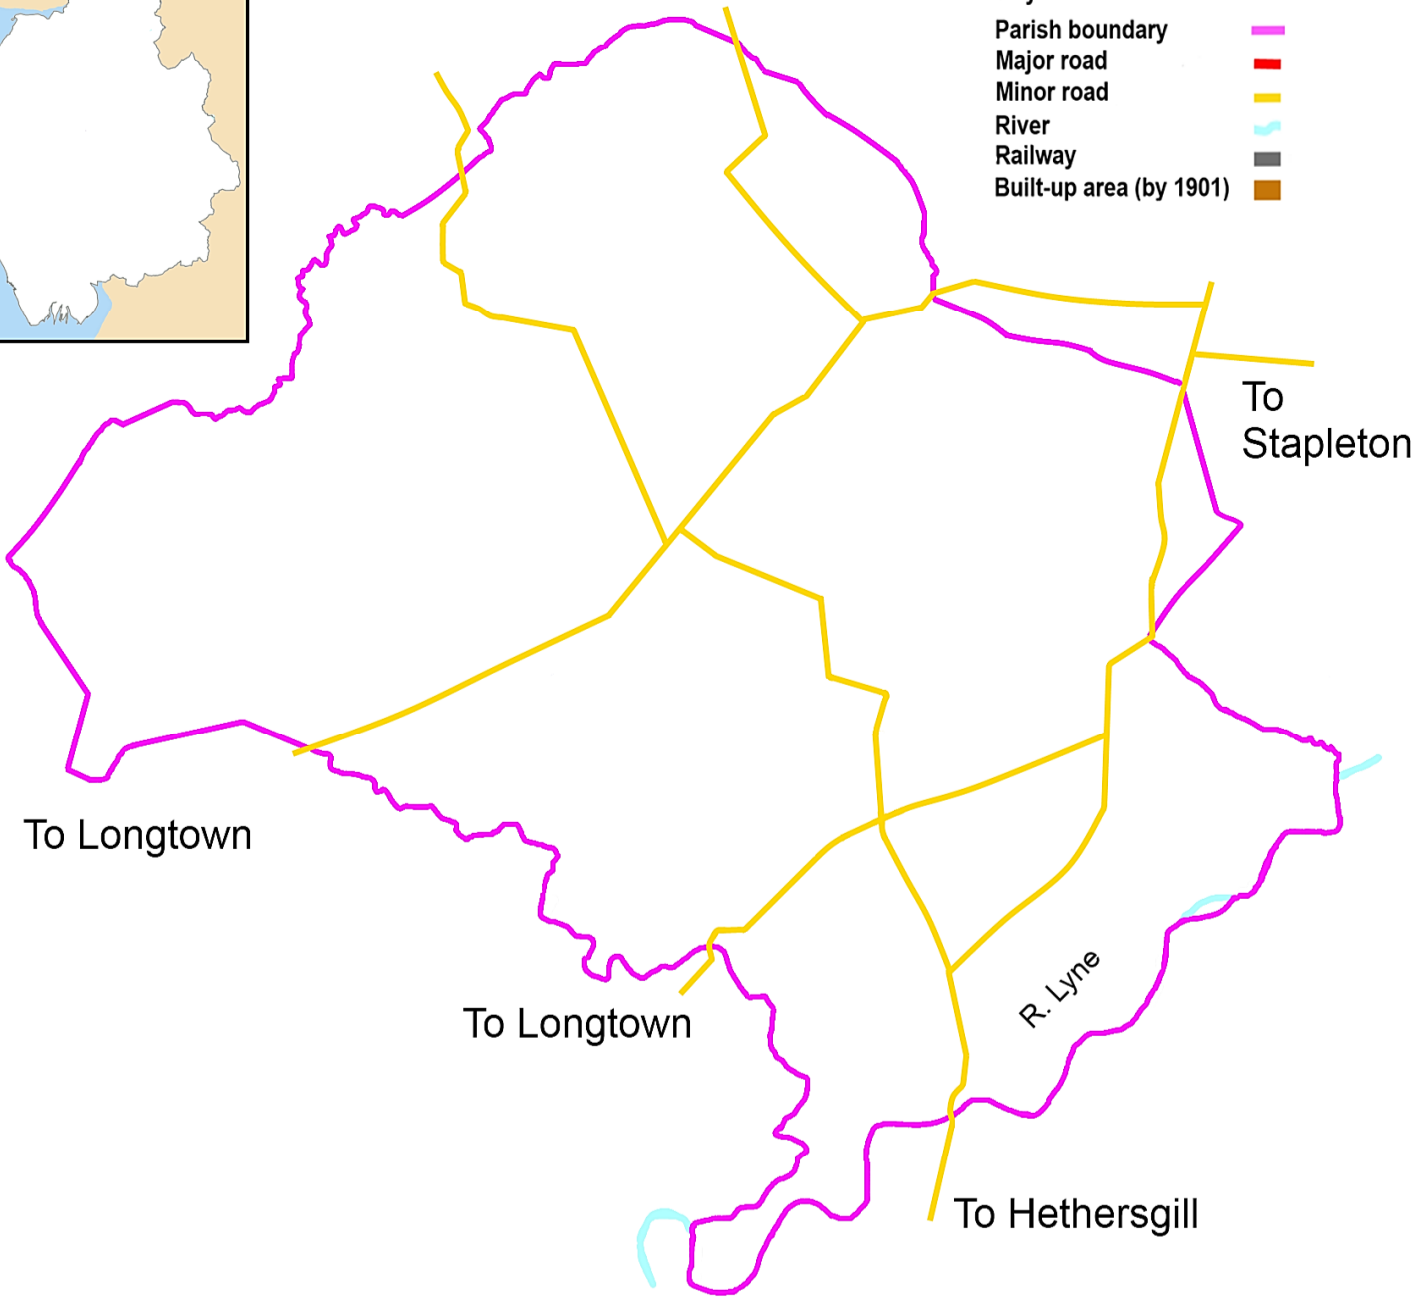 Parish boundary
Major road
Minor road
River
Railway
Built-up area (by 1901)
To
Stapleton
To Longtown
R. Lyne
To Longtown
To Hethersgill